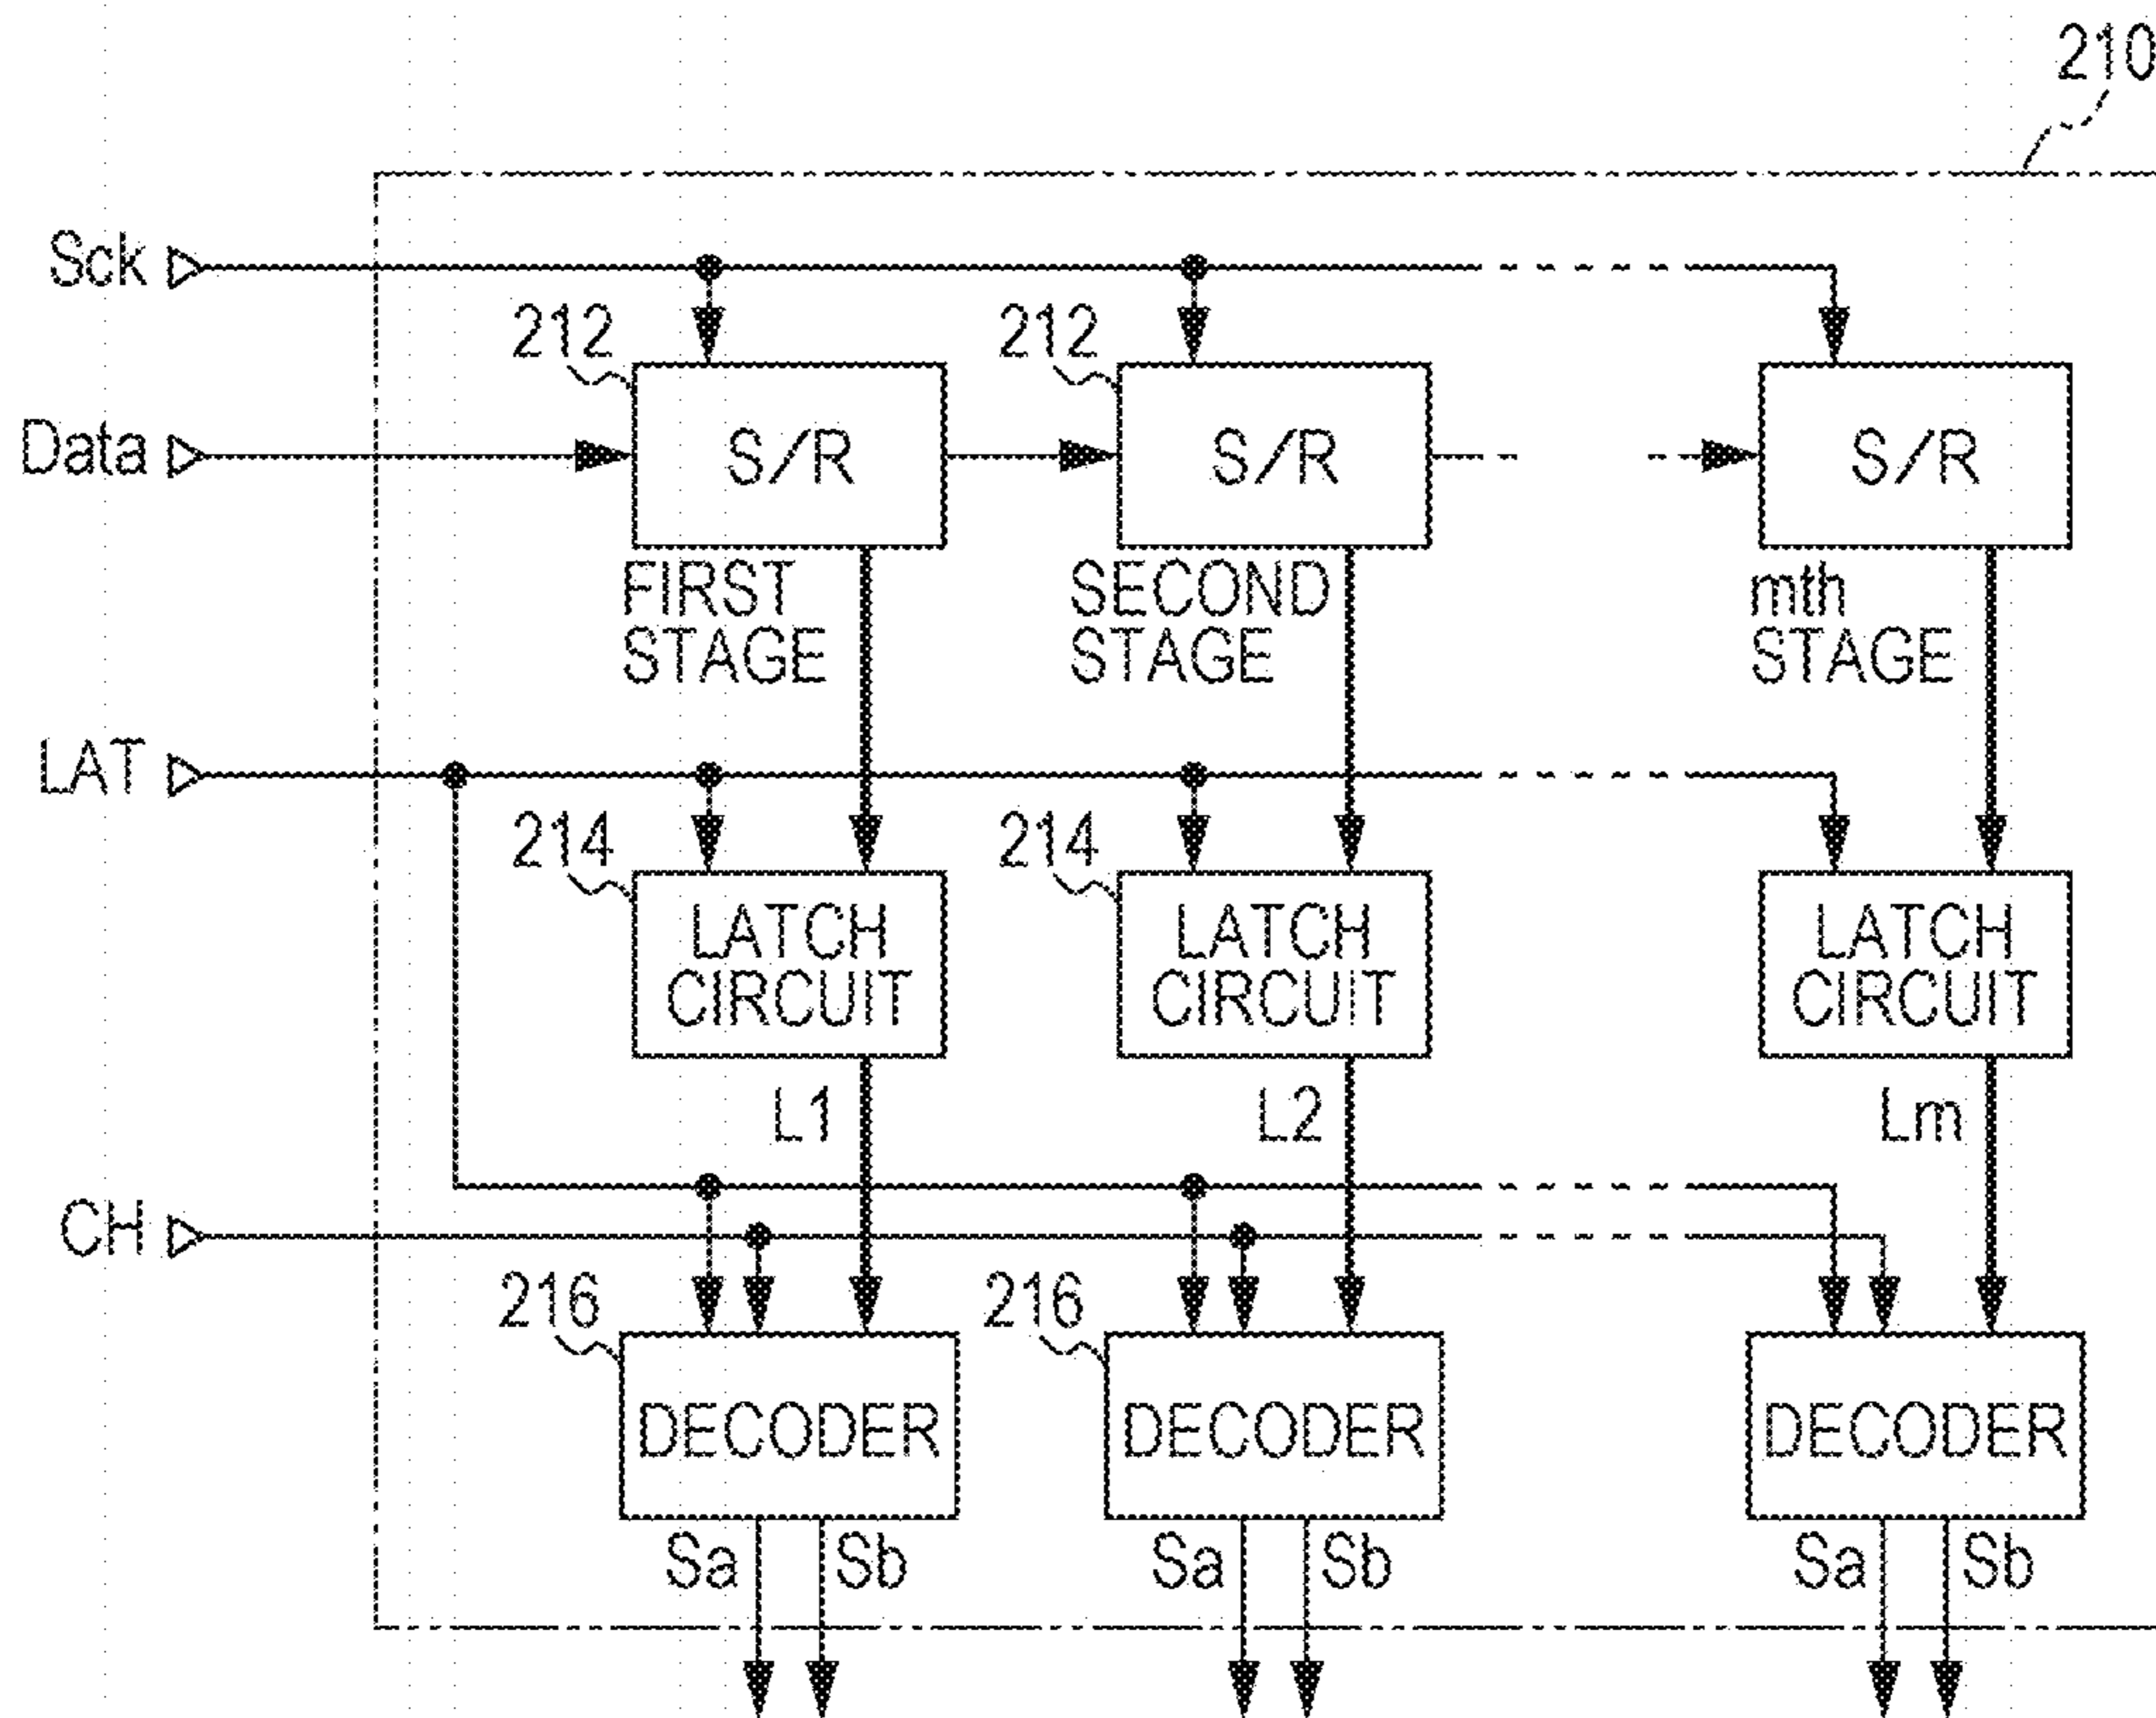 210
Sck
212
212
Data
S/R
S/R
S/R
FIRST
STAGE
SECOND
STAGE
mth
STAGE
LAT
214
214
LATCH
CIRCUIT
LATCH
CIRCUIT
LATCH
CIRCUIT
L1
L2
Lm
CH
216
216
DECODER
DECODER
DECODER
Sa
Sb
Sa
Sb
Sa
Sb